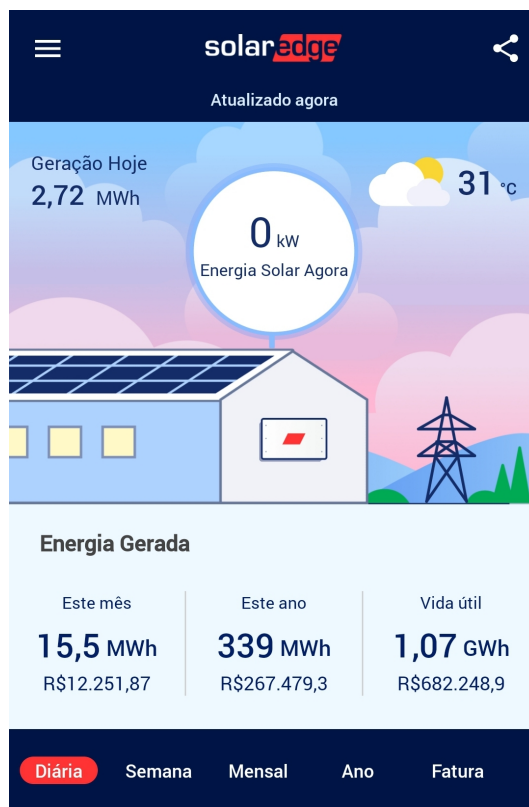 solaredge
Atualizado agora
Geração Hoje
2,72 MWh
31 °C
0 kW
Energia Solar Agora
Energia Gerada
Este mês Este ano Vida útil
15,5 MWh 339 MWh 1,07 GWh
R$12.251,87 R$267.479,3 R$682.248,9
Diária Semana Mensal Ano Fatura